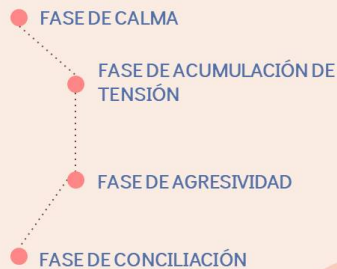 FASE DE CALMA
FASE DE ACUMULACIÓN DE
TENSIÓN
FASE DE AGRESIVIDAD
FASE DE CONCILIACIÓN